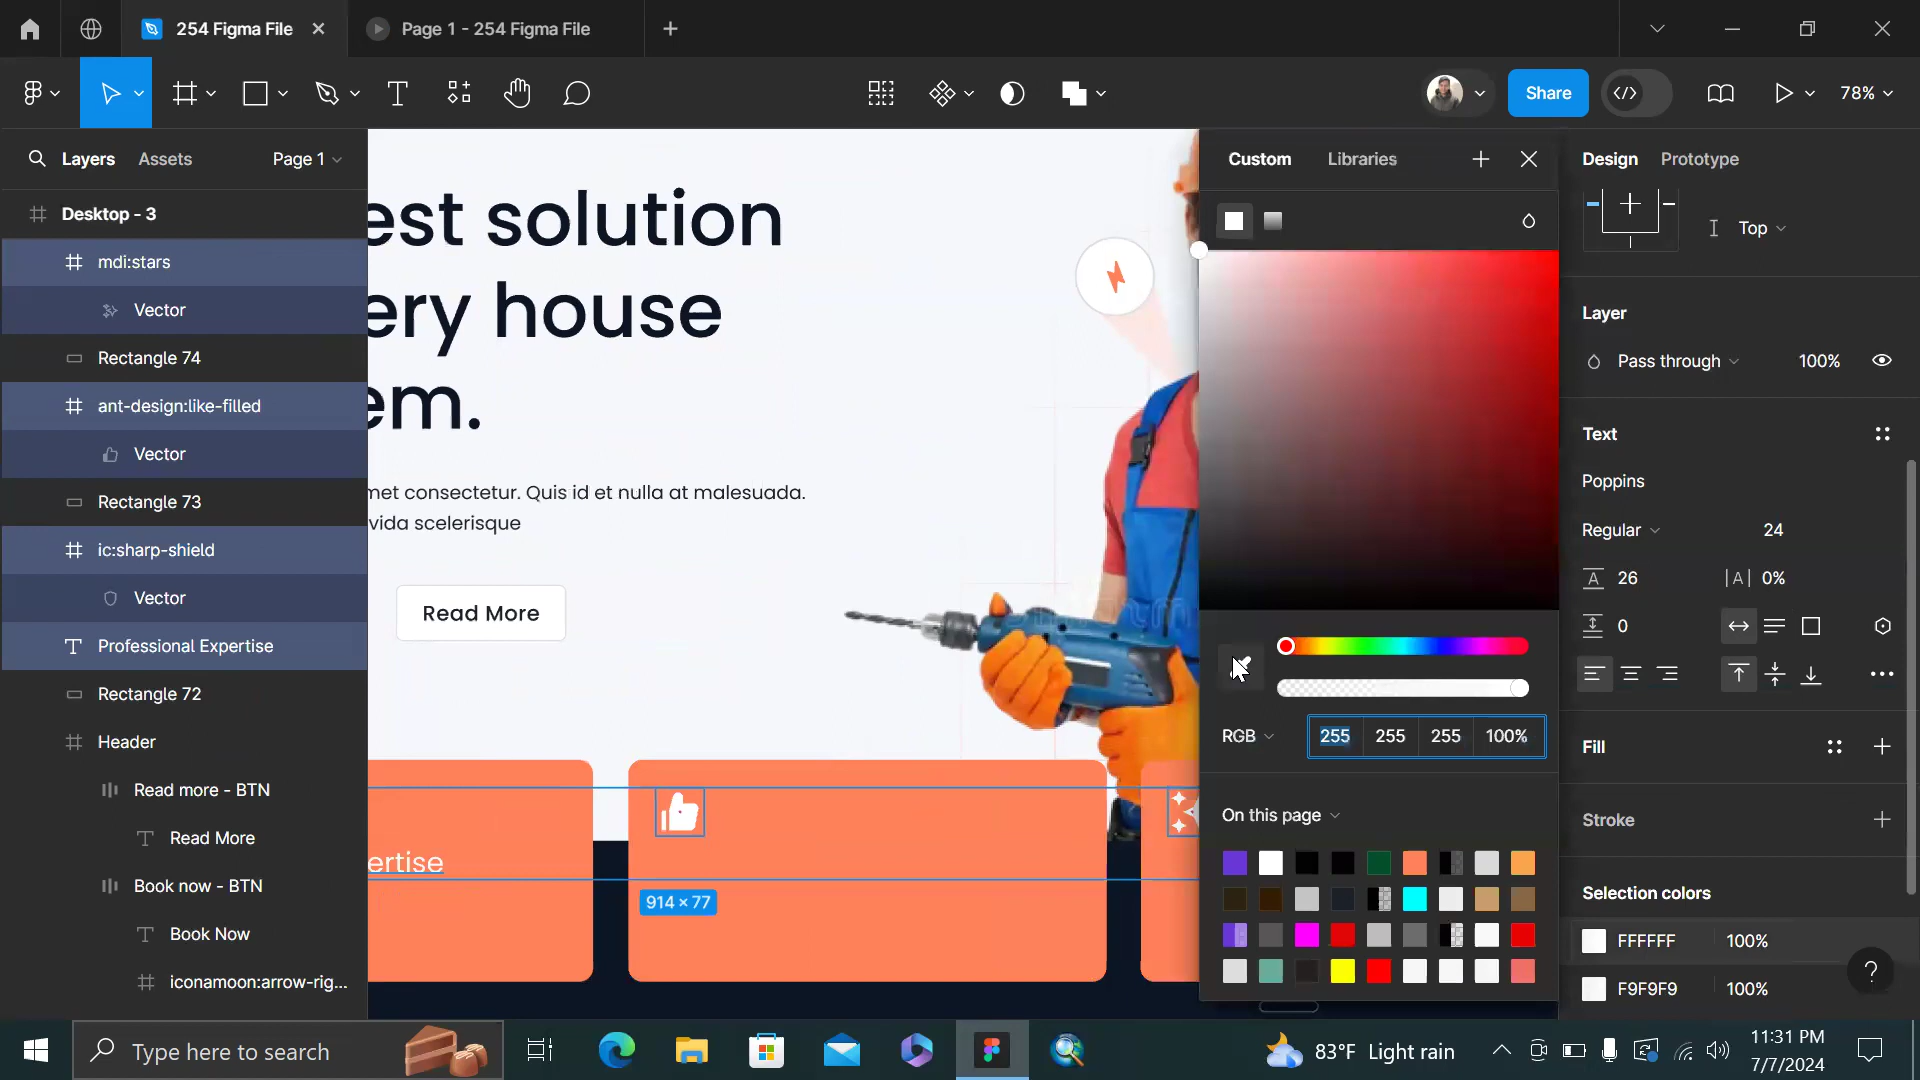 254 Figma File
Page 1 - 254 Figma File
Share
78%
Layers
Assets
Page 1
Desktop - 3
mdi:stars
Vector
Rectangle 74
ant-design:like-filled
Vector
Rectangle 73
ic:sharp-shield
Vector
Professional Expertise
Rectangle 72
Header
Read more - BTN
Read More
Book now - BTN
Book Now
iconamoon:arrow-rig...
est solution
ery house
em.
met consectetur. Quis id et nulla at malesuada.
vida scelerisque
Read More
ertise
914 × 77
Custom
Libraries
RGB
255
255
255
100%
On this page
Design
Prototype
Top
Layer
Pass through
100%
Text
Poppins
Regular
24
26
0%
0
Fill
Stroke
Selection colors
FFFFFF
100%
F9F9F9
100%
?
Type here to search
83°F Light rain
11:31 PM
7/7/2024